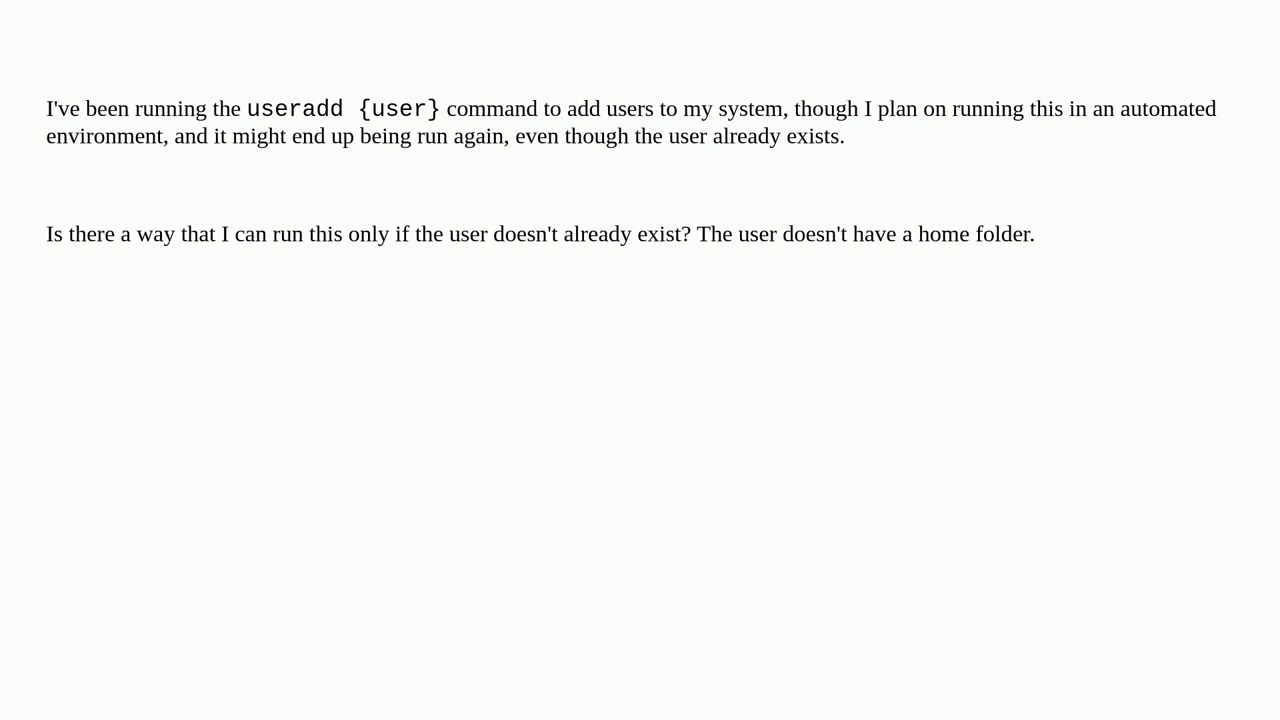 I've been running the useradd {user} command to add users to my system, though I plan on running this in an automated
environment, and it might end up being run again, even though the user already exists.
Is there a way that I can run this only if the user doesn't already exist? The user doesn't have a home folder.